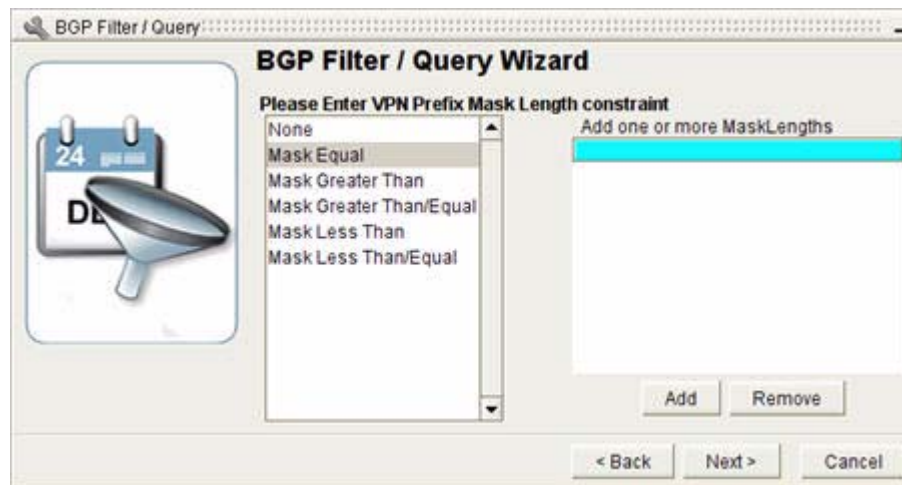 BGP Filter / Query
BGP Filter / Query Wizard
Please Enter VPN Prefix Mask Length constraint
None
Mask Equal
Mask Greater Than
Mask Greater Than/Equal
Mask Less Than
Mask Less Than/Equal
Add one or more MaskLengths
24
Add
Remove
< Back
Next >
Cancel